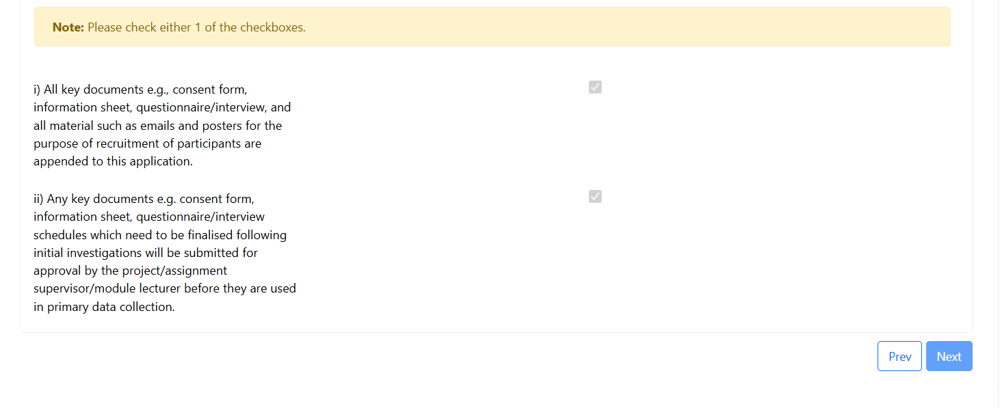 Note: Please check either 1 of the checkboxes.
i) All key documents e.g., consent form,
information sheet, questionnaire/interview, and
all material such as emails and posters for the
purpose of recruitment of participants are
appended to this application.
ii) Any key documents e.g. consent form,
information sheet, questionnaire/interview
schedules which need to be finalised following
initial investigations will be submitted for
approval by the project/assignment
supervisor/module lecturer before they are used
in primary data collection.
Prev Next